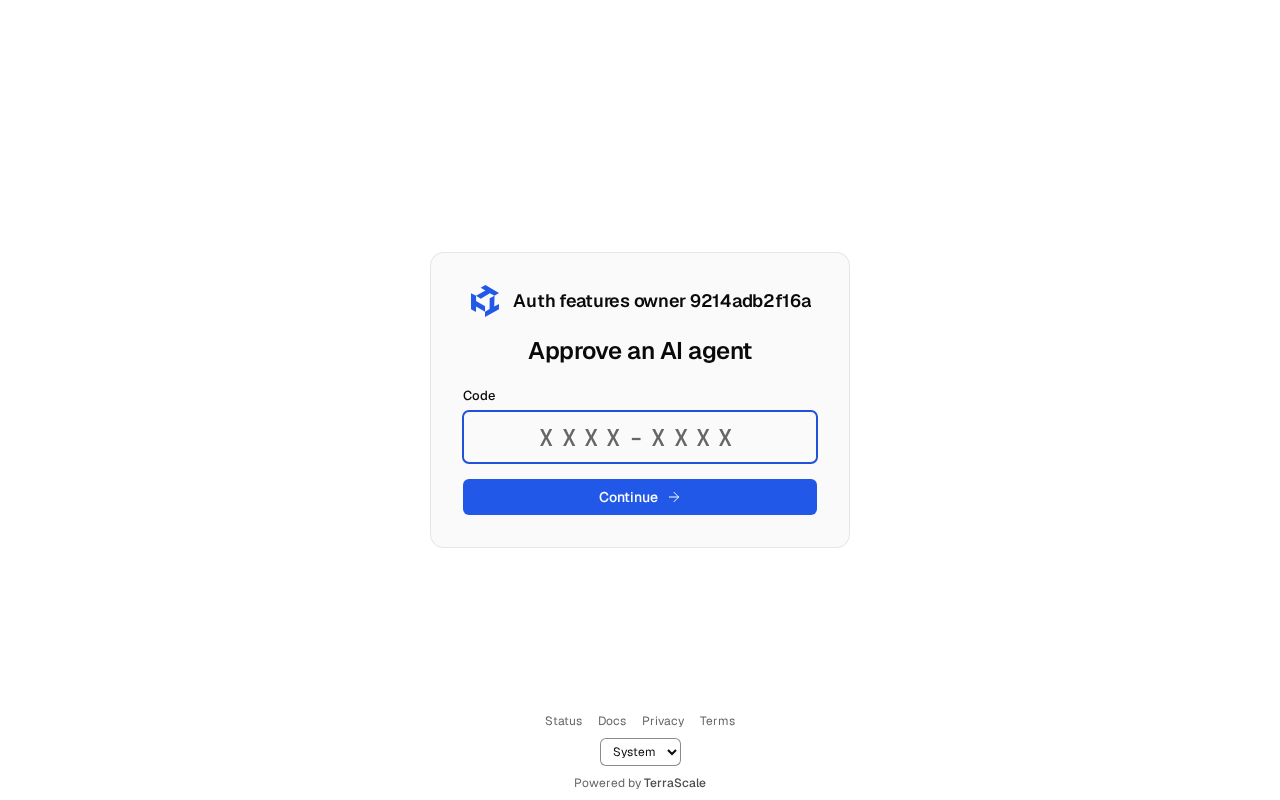 Auth features owner 9214adb2f16a
Approve an AI agent
Code
XXXX-XXXX
Continue
Status Docs Privacy Terms
System
Powered by TerraScale